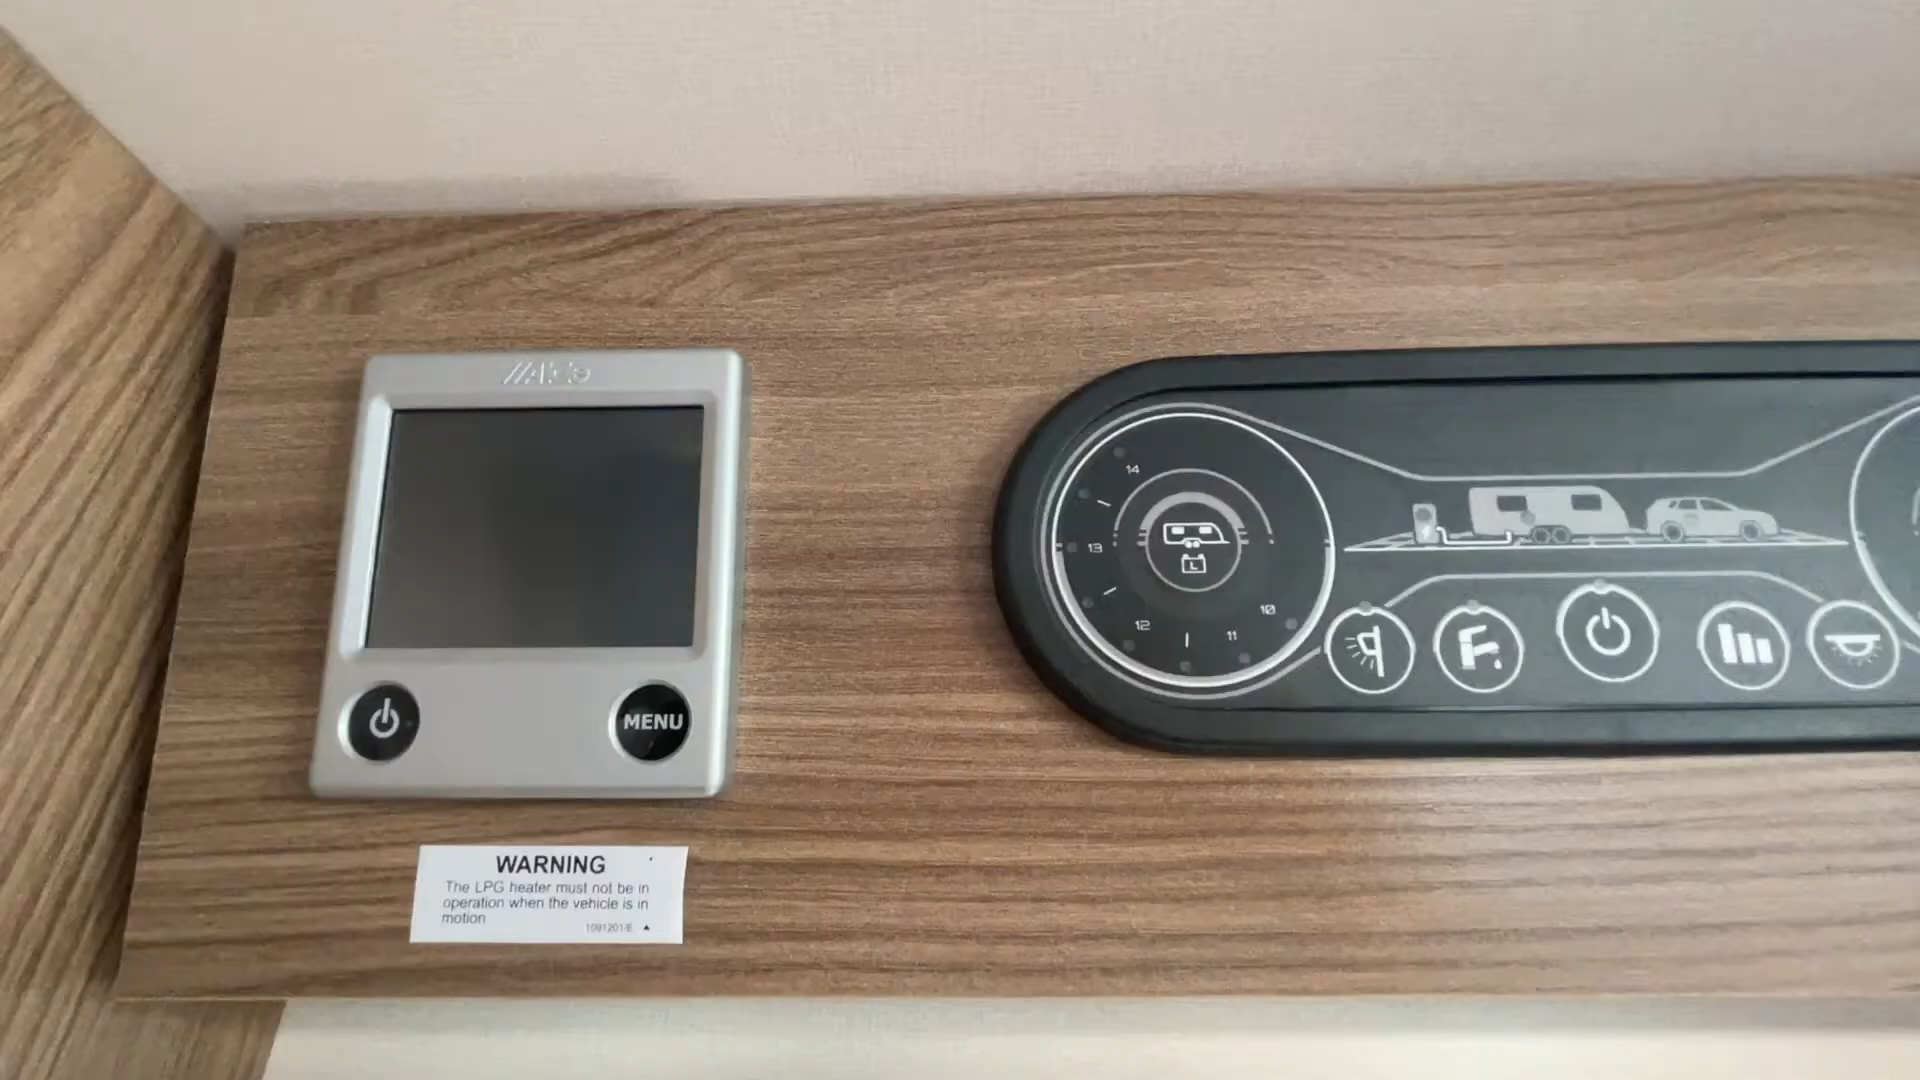 Alde
MENU
WARNING
The LPG heater must not be in
operation when the vehicle is in
motion
1091201/E
14
13
12
11
10
L